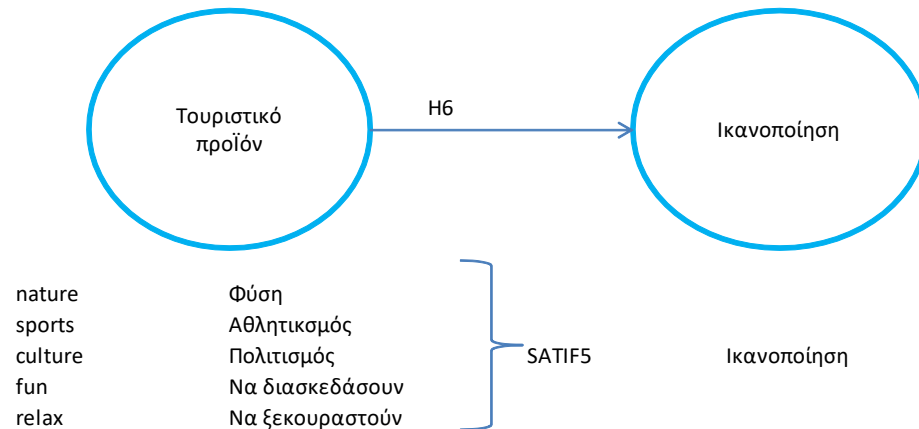 Τουριστικό
προΪόν
H6
Ικανοποίηση
nature Φύση
sports Αθλητικσμός
culture Πολιτισμός SATIF5 Ικανοποίηση
fun Να διασκεδάσουν
relax Να ξεκουραστούν